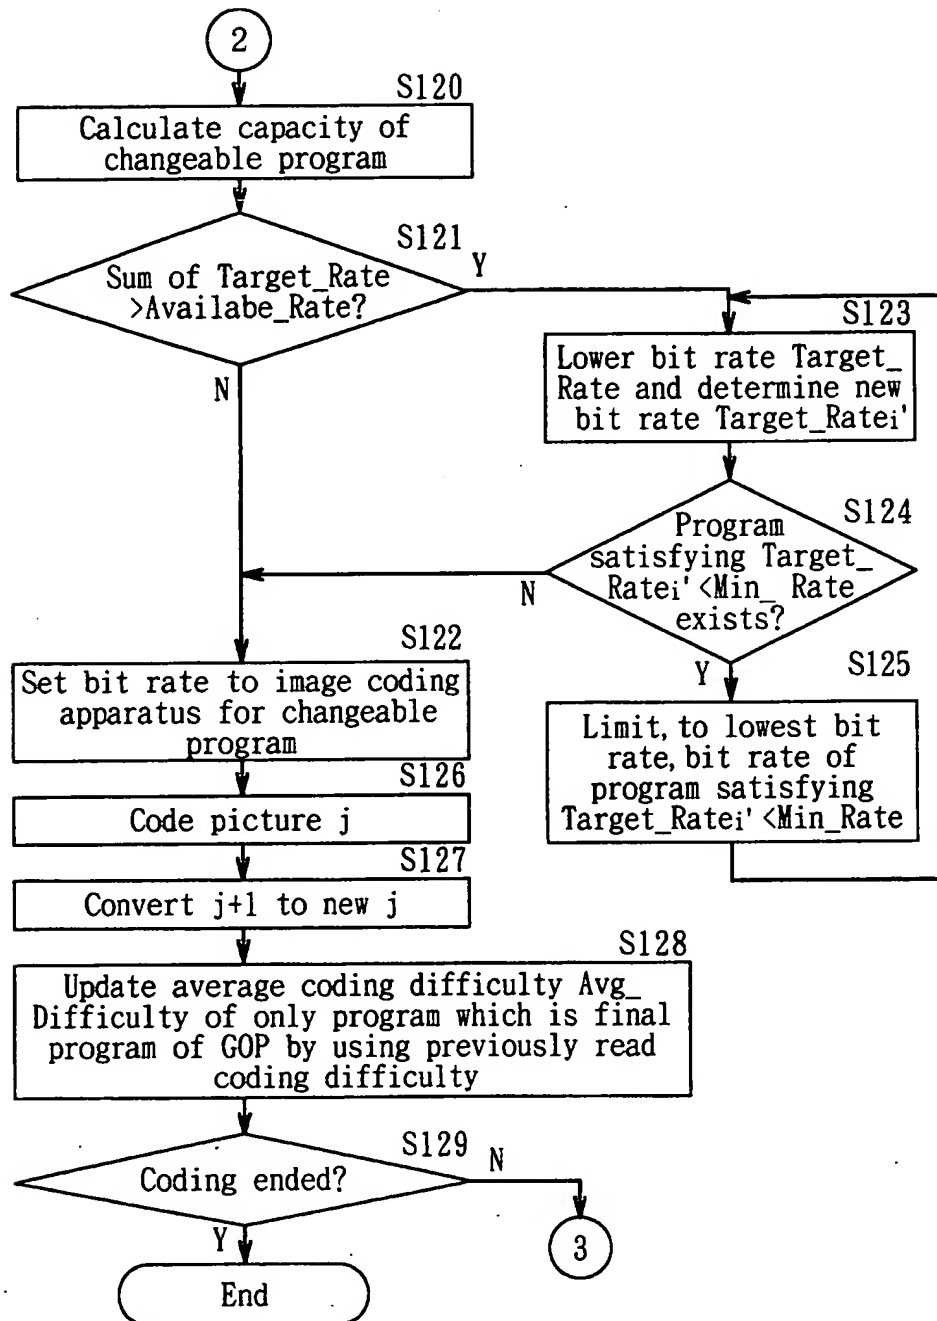 2
S120
Calculate capacity of
changeable program
S121
Sum of Target_Rate
>Availabe_Rate?
Y
N
S123
Lower bit rate Target_
Rate and determine new
bit rate Target_Ratei'
S124
Program
satisfying Target_
Ratei'<Min_ Rate
exists?
N
Y
S122
Set bit rate to image coding
apparatus for changeable
program
S125
Limit, to lowest bit
rate, bit rate of
program satisfying
Target_Ratei'<Min_Rate
S126
Code picture j
S127
Convert j+1 to new j
S128
Update average coding difficulty Avg_
Difficulty of only program which is final
program of GOP by using previously read
coding difficulty
S129
Coding ended?
N
Y
3
End